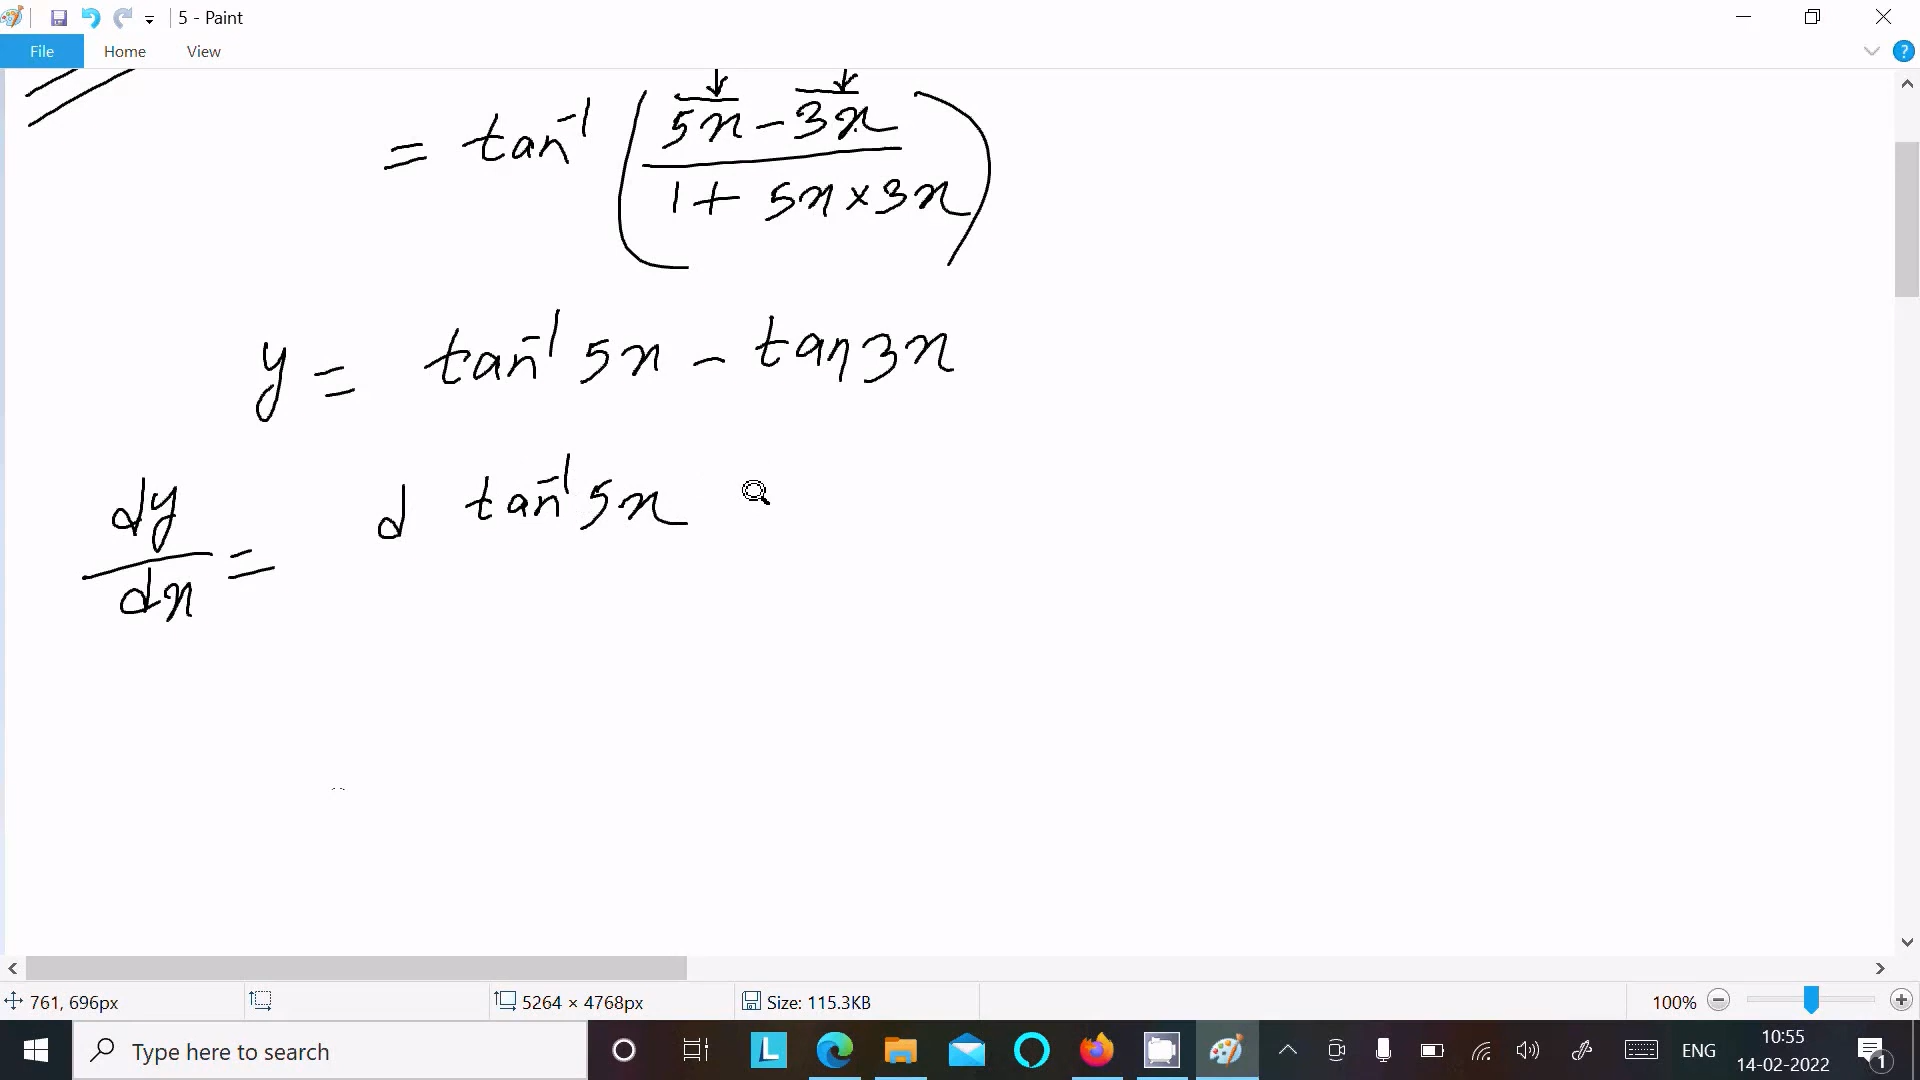 5 - Paint
File Home View
= tan⁻¹ (5x - 3x / 1 + 5x × 3x)
y = tan⁻¹ 5x - tan 3x
dy/dx = d tan⁻¹ 5x
761, 696px 5264 × 4768px Size: 115.3KB 100%
Type here to search L ENG 10:55
14-02-2022 1